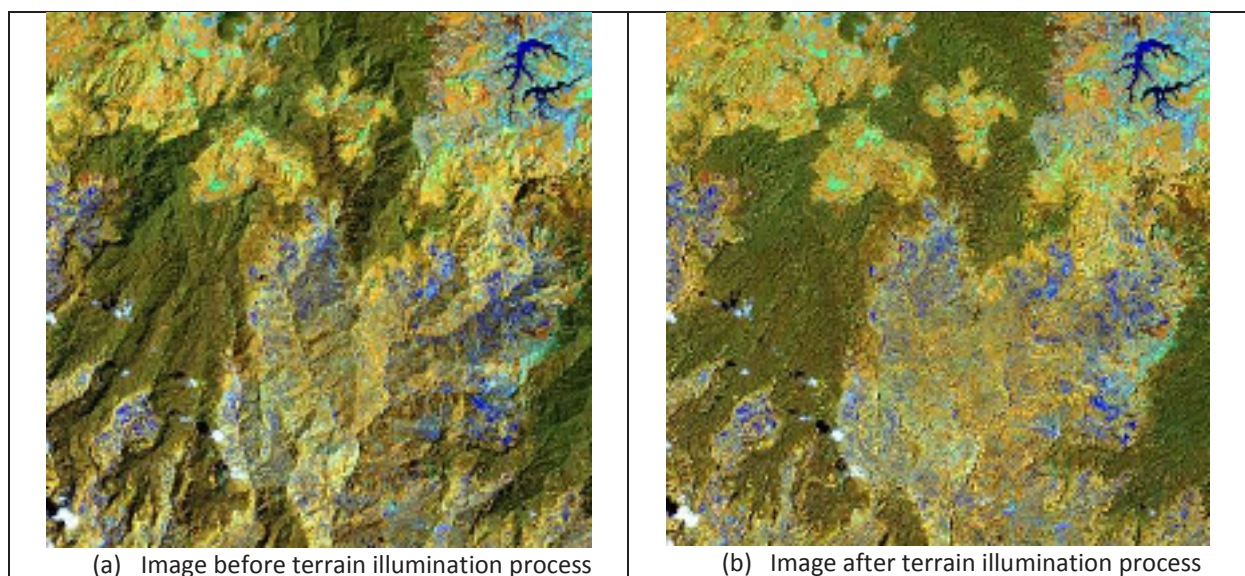 (a) Image before terrain illumination process
(b) Image after terrain illumination process